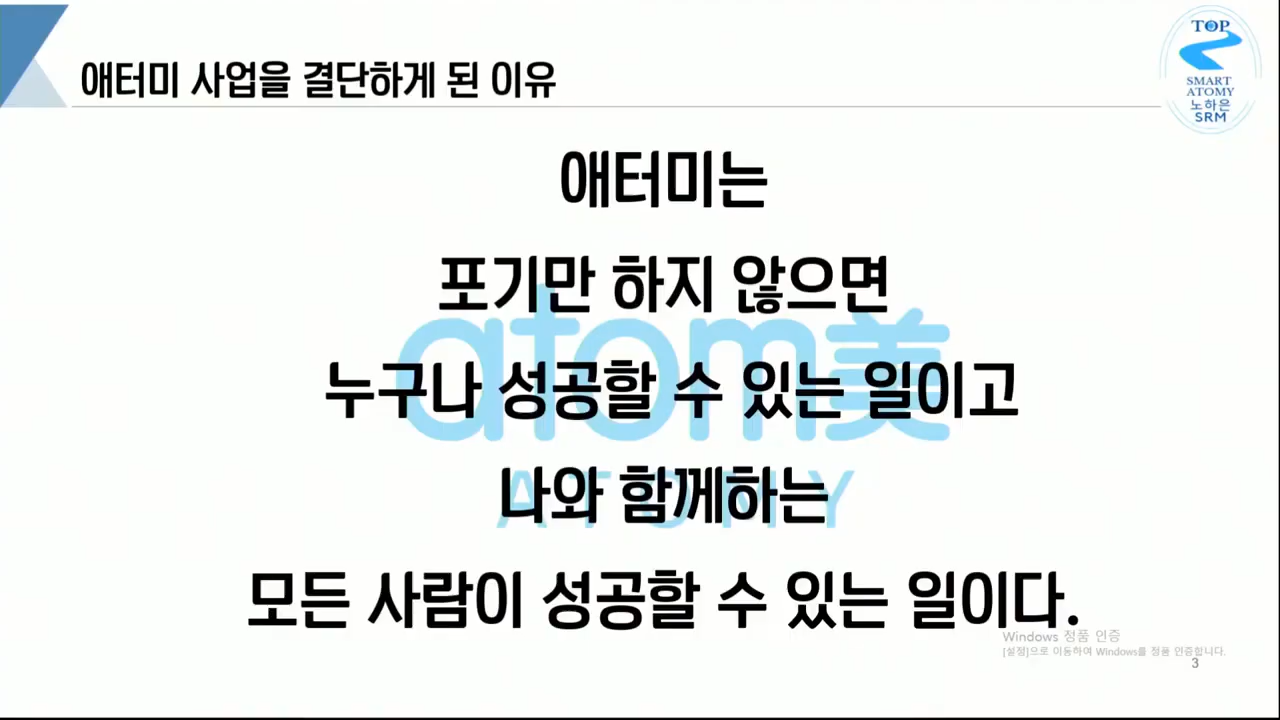 애터미 사업을 결단하게 된 이유
TOP
SMART
ATOMY
노하은
SRM
애터미는
포기만 하지 않으면
누구나 성공할 수 있는 일이고
나와 함께하는
모든 사람이 성공할 수 있는 일이다.
atom美
ATOMY
Windows 정품 인증
[설정]으로 이동하여 Windows를 정품 인증합니다.
3